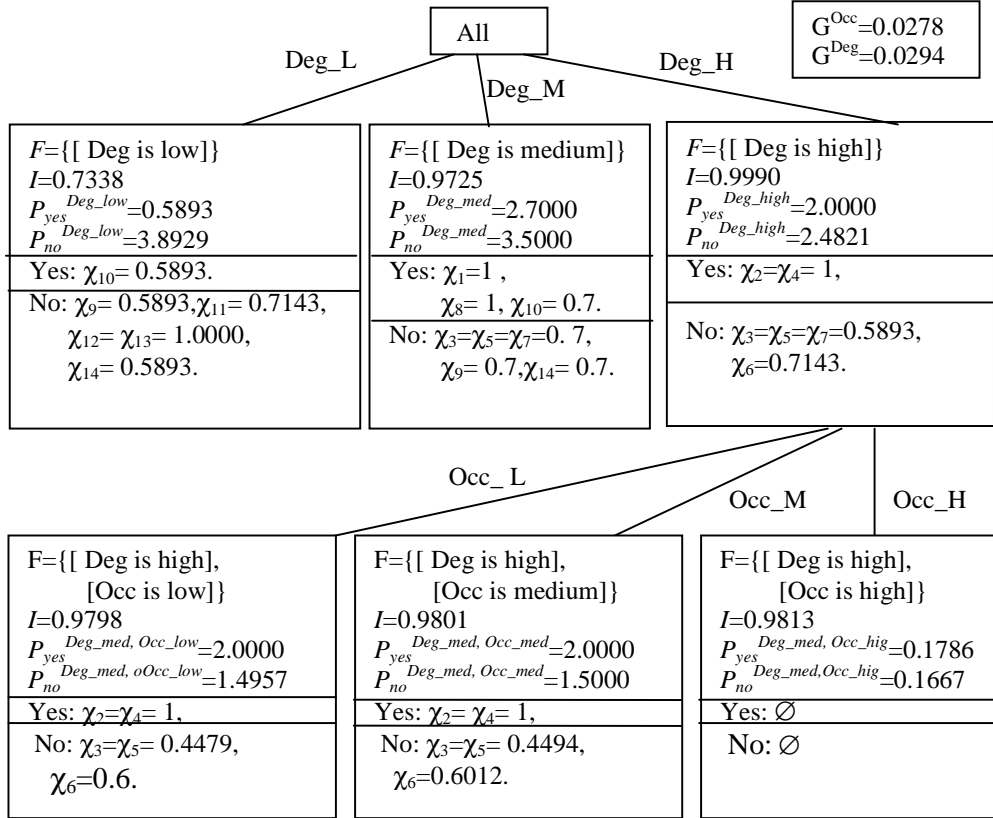 All
G^Occ=0.0278
G^Deg=0.0294
Deg_L
Deg_M
Deg_H
F={[ Deg is low]}
I=0.7338
P_yes^Deg_low=0.5893
P_no^Deg_low=3.8929
Yes: χ10= 0.5893.
No: χ9= 0.5893,χ11= 0.7143,
χ12= χ13= 1.0000,
χ14= 0.5893.
F={[ Deg is medium]}
I=0.9725
P_yes^Deg_med=2.7000
P_no^Deg_med=3.5000
Yes: χ1=1 ,
χ8= 1, χ10= 0.7.
No: χ3=χ5=χ7=0. 7,
χ9= 0.7,χ14= 0.7.
F={[ Deg is high]}
I=0.9990
P_yes^Deg_high=2.0000
P_no^Deg_high=2.4821
Yes: χ2=χ4= 1,
No: χ3=χ5=χ7=0.5893,
χ6=0.7143.
Occ_ L
Occ_M
Occ_H
F={[ Deg is high],
[Occ is low]}
I=0.9798
P_yes^Deg_med, Occ_low=2.0000
P_no^Deg_med, oOcc_low=1.4957
Yes: χ2=χ4= 1,
No: χ3=χ5= 0.4479,
χ6=0.6.
F={[ Deg is high],
[Occ is medium]}
I=0.9801
P_yes^Deg_med, Occ_med=2.0000
P_no^Deg_med, Occ_med=1.5000
Yes: χ2= χ4= 1,
No: χ3=χ5= 0.4494,
χ6=0.6012.
F={[ Deg is high],
[Occ is high]}
I=0.9813
P_yes^Deg_med, Occ_hig=0.1786
P_no^Deg_med,Occ_hig=0.1667
Yes: ∅
No: ∅